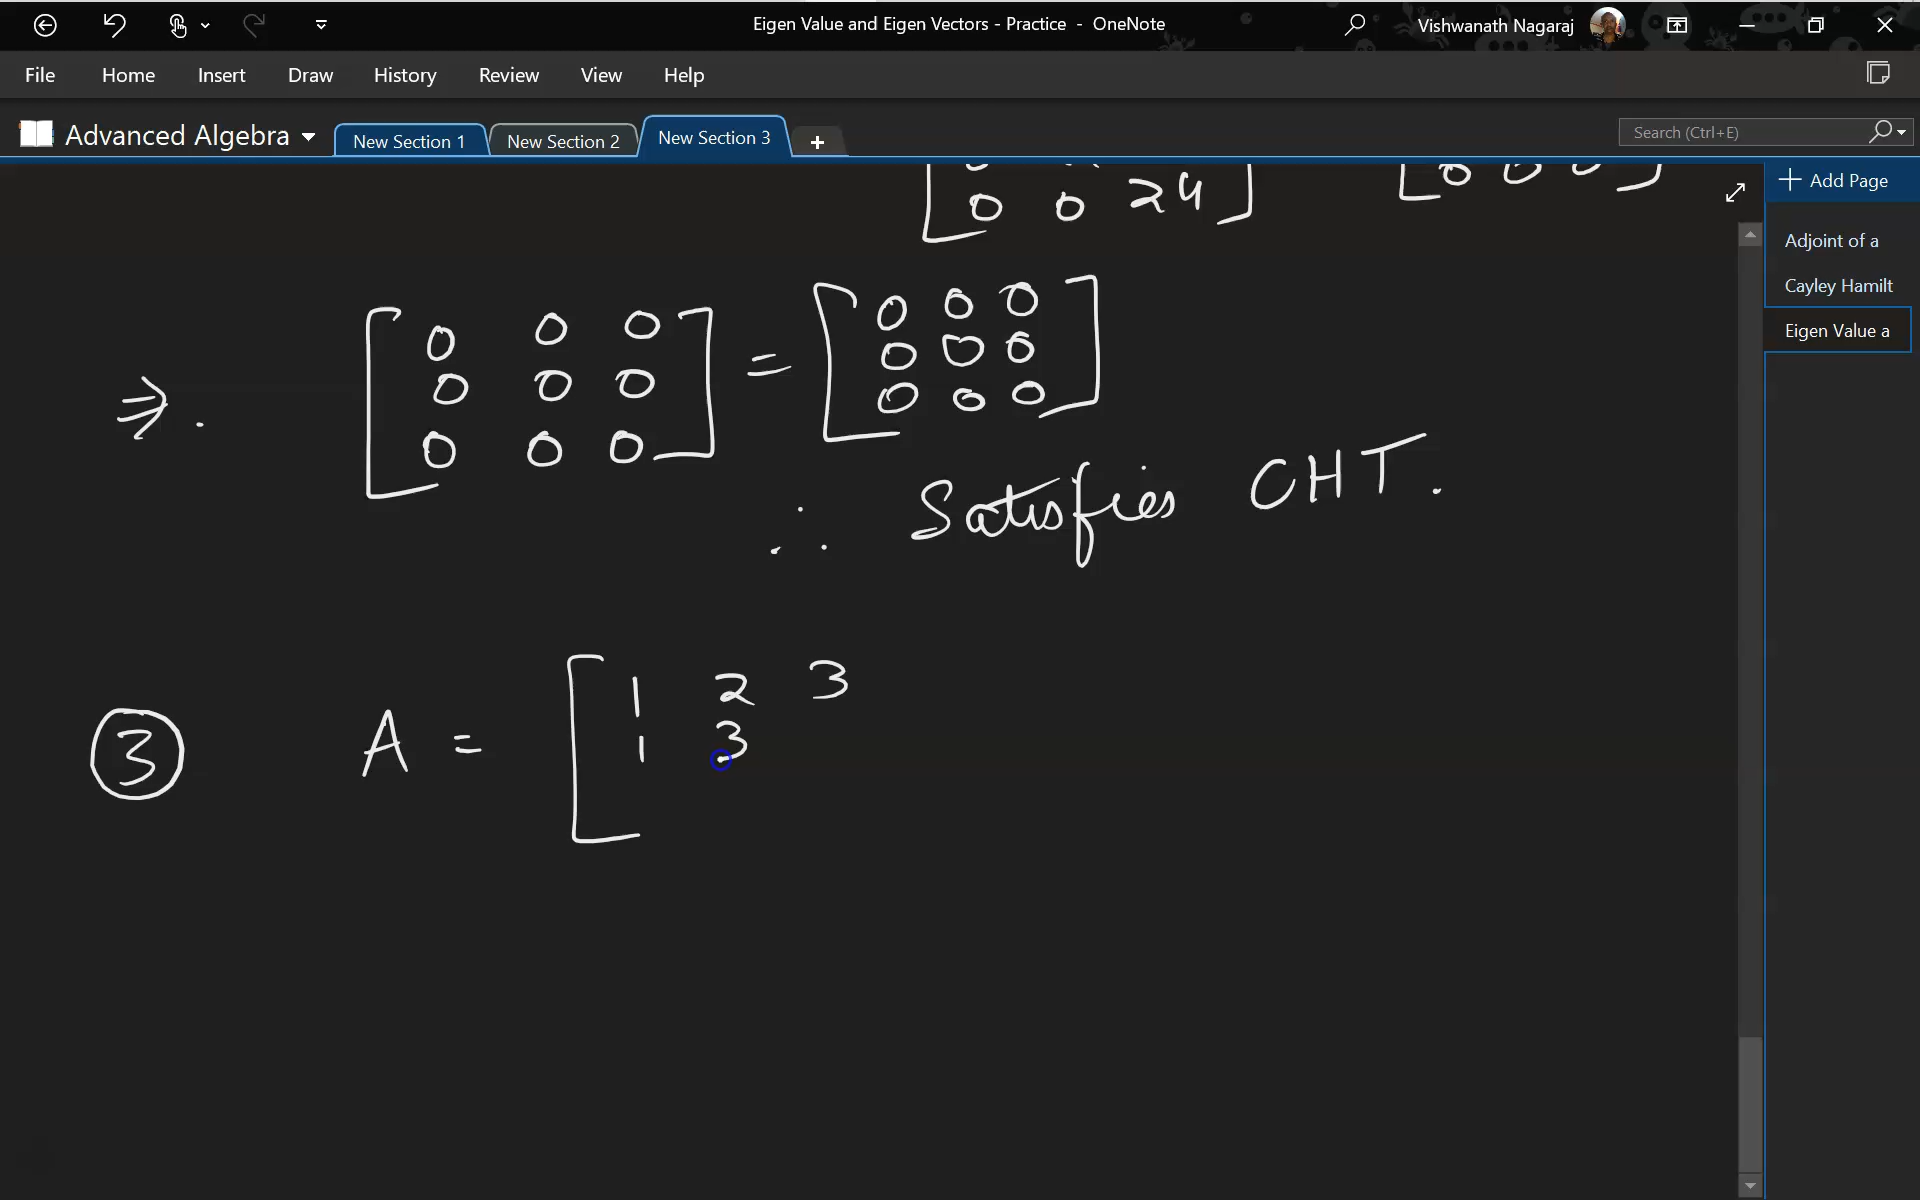 Eigen Value and Eigen Vectors - Practice - OneNote
Vishwanath Nagaraj
File Home Insert Draw History Review View Help
Advanced Algebra New Section 1 New Section 2 New Section 3 +
Search (Ctrl+E)
Add Page
Adjoint of a
Cayley Hamilt
Eigen Value a
0 0 24
0 0 0
0 0 0 = 0 0 0
0 0 0 0 0 0
0 0 0 0 0 0
⇒ .
∴ Satisfies CHT.
3 A = [ 1 2 3
1 3